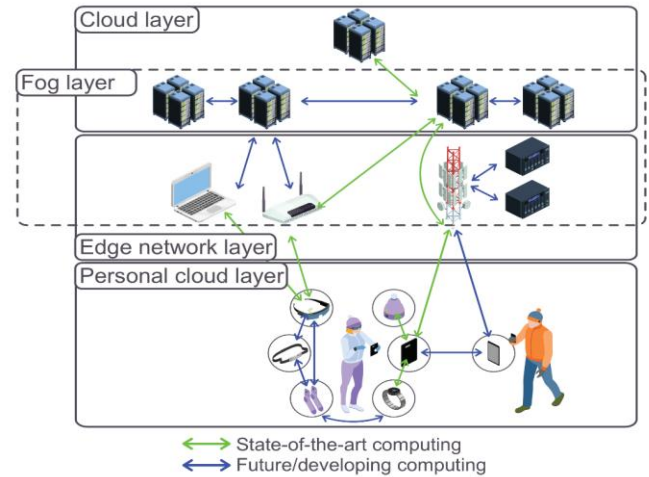 Cloud layer
Fog layer
Edge network layer
Personal cloud layer
State-of-the-art computing
Future/developing computing